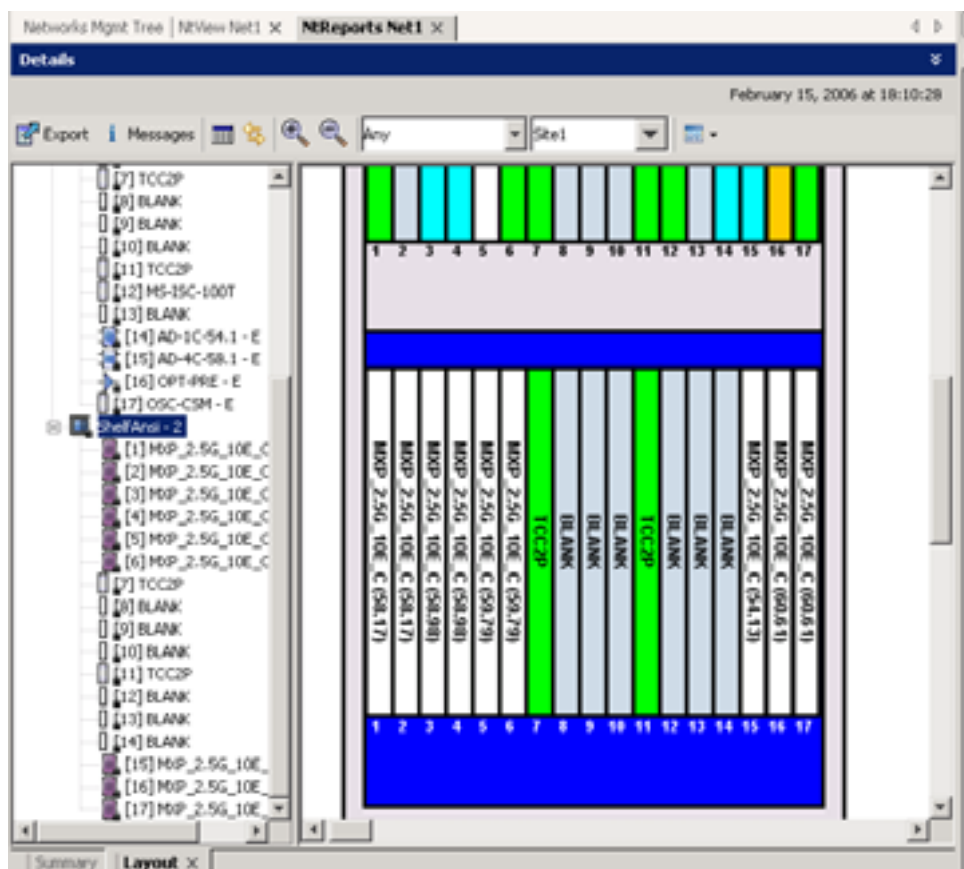 Networks Mgmt Tree | NtView Net1 × NtReports Net1 ×
Details
February 15, 2006 at 18:10:28
Export i Messages Any Site1
[7] TCC2P
[8] BLANK
[9] BLANK
[10] BLANK
[11] TCC2P
[12] MS-ISC-100T
[13] BLANK
[14] AD-1C-54.1 - E
[15] AD-4C-58.1 - E
[16] OPT-PRE - E
[17] OSC-CSM - E
ShelfAnsi - 2
[1] MXP_2.5G_10E_C
[2] MXP_2.5G_10E_C
[3] MXP_2.5G_10E_C
[4] MXP_2.5G_10E_C
[5] MXP_2.5G_10E_C
[6] MXP_2.5G_10E_C
[7] TCC2P
[8] BLANK
[9] BLANK
[10] BLANK
[11] TCC2P
[12] BLANK
[13] BLANK
[14] BLANK
[15] MXP_2.5G_10E_
[16] MXP_2.5G_10E_
[17] MXP_2.5G_10E_
1 2 3 4 5 6 7 8 9 10 11 12 13 14 15 16 17
MXP_2.5G_10E_C (58.17)
MXP_2.5G_10E_C (58.17)
MXP_2.5G_10E_C (58.98)
MXP_2.5G_10E_C (58.98)
MXP_2.5G_10E_C (59.79)
MXP_2.5G_10E_C (59.79)
TCC2P
BLANK
BLANK
BLANK
TCC2P
BLANK
BLANK
BLANK
MXP_2.5G_10E_C (54.13)
MXP_2.5G_10E_C (60.61)
MXP_2.5G_10E_C (60.61)
1 2 3 4 5 6 7 8 9 10 11 12 13 14 15 16 17
Summary Layout ×